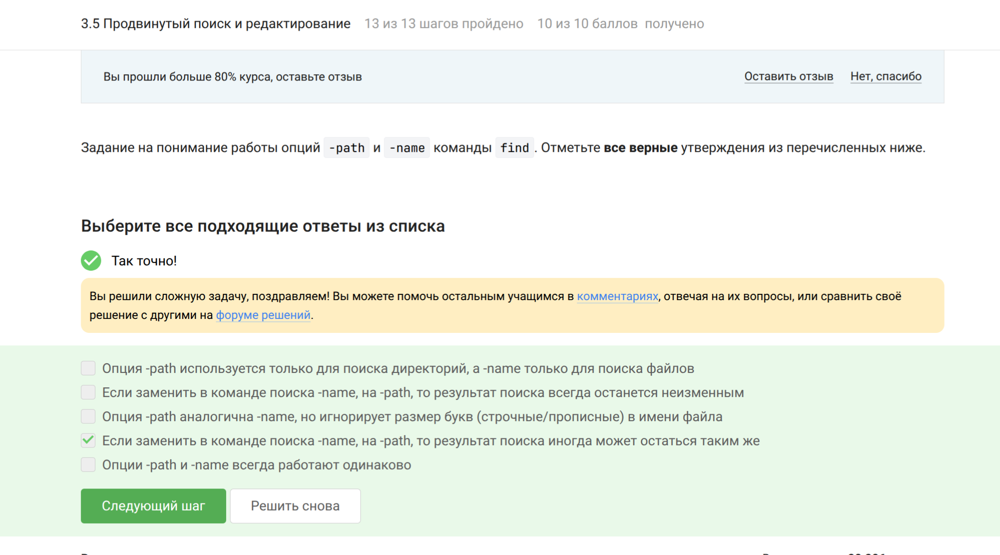 3.5 Продвинутый поиск и редактирование 13 из 13 шагов пройдено 10 из 10 баллов получено
Вы прошли больше 80% курса, оставьте отзыв Оставить отзыв Нет, спасибо
Задание на понимание работы опций -path и -name команды find. Отметьте все верные утверждения из перечисленных ниже.
Выберите все подходящие ответы из списка
Так точно!
Вы решили сложную задачу, поздравляем! Вы можете помочь остальным учащимся в комментариях, отвечая на их вопросы, или сравнить своё
решение с другими на форуме решений.
Опция -path используется только для поиска директорий, а -name только для поиска файлов
Если заменить в команде поиска -name, на -path, то результат поиска всегда останется неизменным
Опция -path аналогична -name, но игнорирует размер букв (строчные/прописные) в имени файла
Если заменить в команде поиска -name, на -path, то результат поиска иногда может остаться таким же
Опции -path и -name всегда работают одинаково
Следующий шаг Решить снова